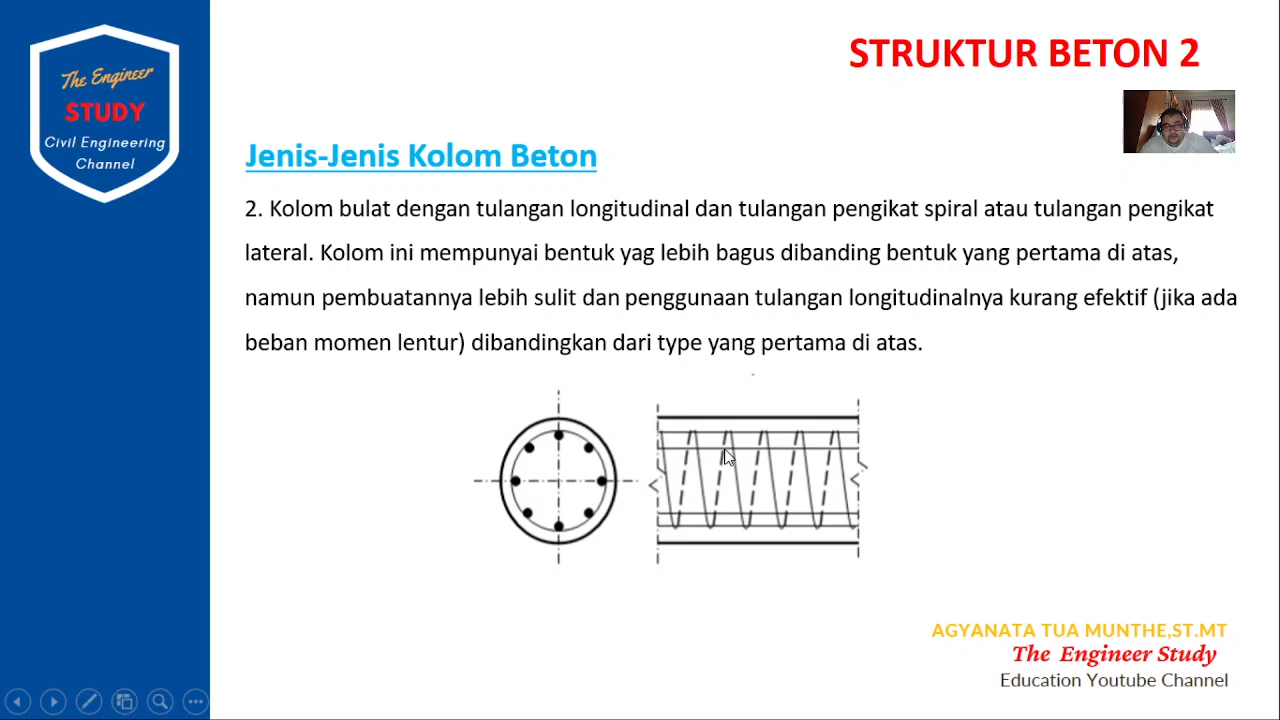 The Engineer
STUDY
Civil Engineering
Channel
STRUKTUR BETON 2
Jenis-Jenis Kolom Beton
2. Kolom bulat dengan tulangan longitudinal dan tulangan pengikat spiral atau tulangan pengikat
lateral. Kolom ini mempunyai bentuk yag lebih bagus dibanding bentuk yang pertama di atas,
namun pembuatannya lebih sulit dan penggunaan tulangan longitudinalnya kurang efektif (jika ada
beban momen lentur) dibandingkan dari type yang pertama di atas.
AGYANATA TUA MUNTHE,ST.MT
The Engineer Study
Education Youtube Channel